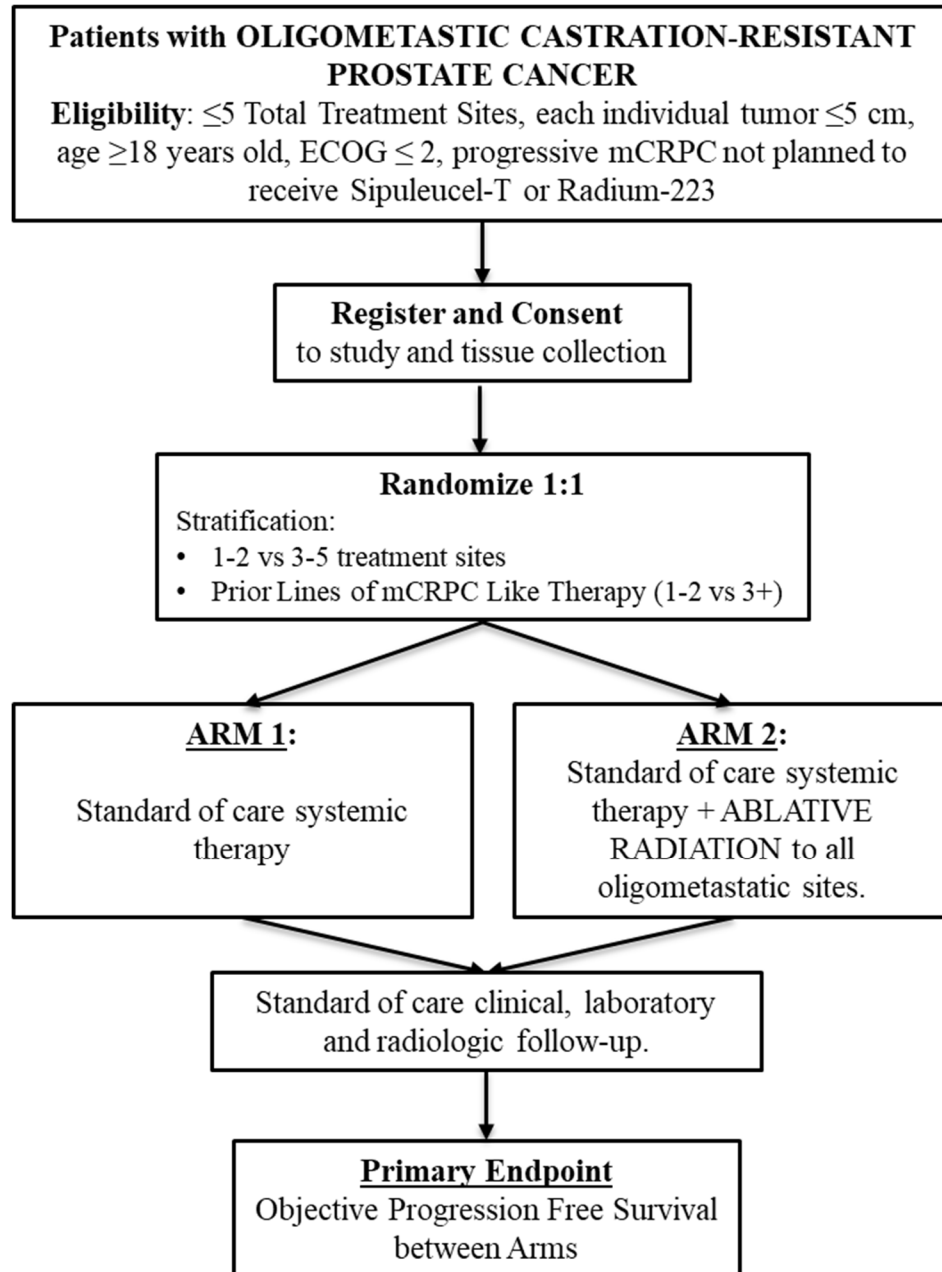 Patients with OLIGOMETASTIC CASTRATION-RESISTANT
PROSTATE CANCER
Eligibility: ≤5 Total Treatment Sites, each individual tumor ≤5 cm,
age ≥18 years old, ECOG ≤ 2, progressive mCRPC not planned to
receive Sipuleucel-T or Radium-223
Register and Consent
to study and tissue collection
Randomize 1:1
Stratification:
• 1-2 vs 3-5 treatment sites
• Prior Lines of mCRPC Like Therapy (1-2 vs 3+)
ARM 1:
Standard of care systemic
therapy
ARM 2:
Standard of care systemic
therapy + ABLATIVE
RADIATION to all
oligometastatic sites.
Standard of care clinical, laboratory
and radiologic follow-up.
Primary Endpoint
Objective Progression Free Survival
between Arms